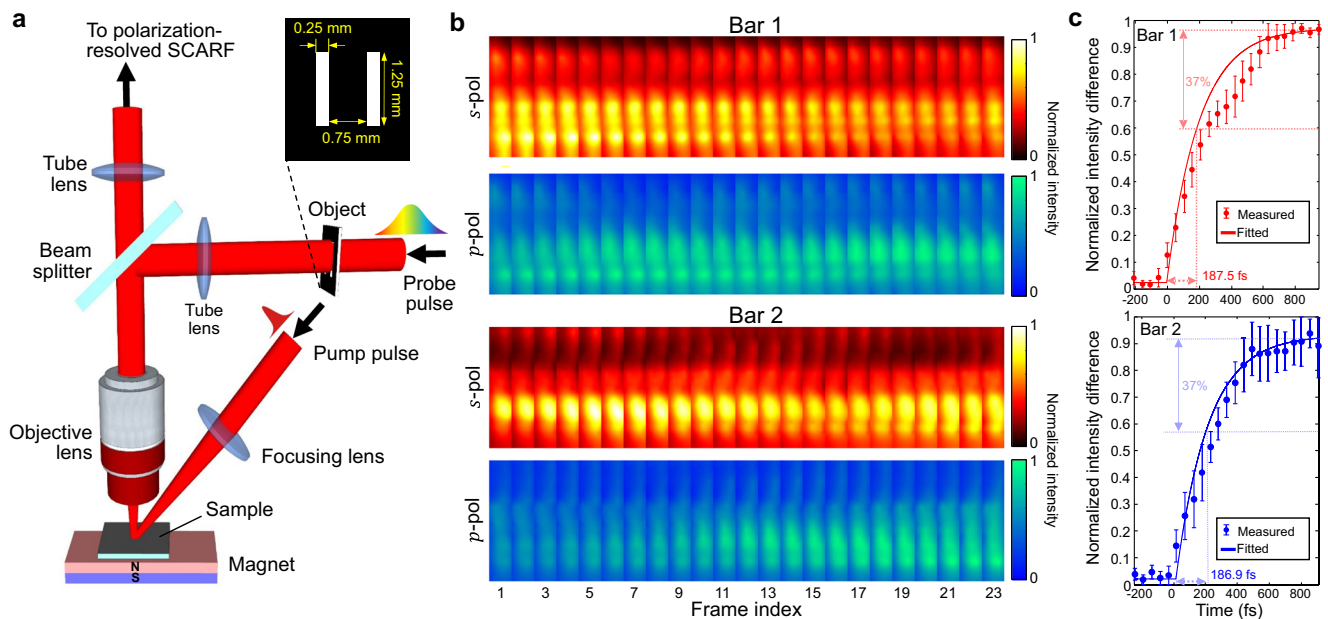 a
To polarization-
resolved SCARF
0.25 mm
1.25 mm
0.75 mm
Tube
lens
Object
Beam
splitter
Tube
lens
Probe
pulse
Pump pulse
Objective
lens
Focusing lens
Sample
N
S
Magnet
b
Bar 1
s-pol
1
0
Normalized intensity
p-pol
1
0
Normalized intensity
Bar 2
s-pol
1
0
Normalized intensity
p-pol
1
0
Normalized intensity
1 3 5 7 9 11 13 15 17 19 21 23
Frame index
c
Normalized intensity difference
1
0.9
0.8
0.7
0.6
0.5
0.4
0.3
0.2
0.1
0
Bar 1
37%
Measured
Fitted
187.5 fs
-200 0 200 400 600 800
Normalized intensity difference
1
0.9
0.8
0.7
0.6
0.5
0.4
0.3
0.2
0.1
0
Bar 2
37%
Measured
Fitted
186.9 fs
-200 0 200 400 600 800
Time (fs)